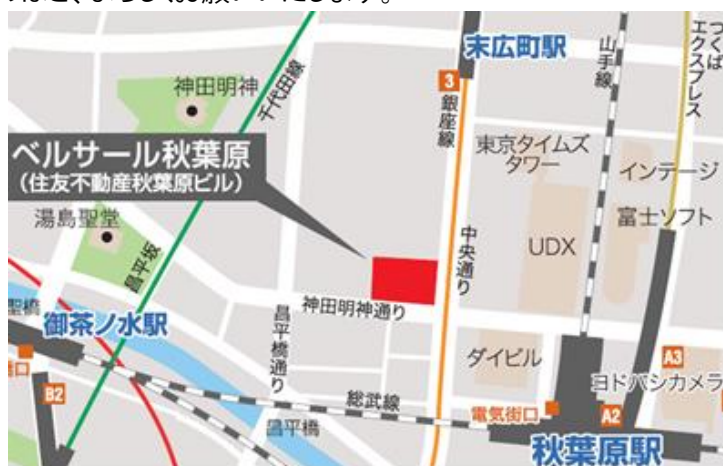 末広町駅
つくば
エクスプレス
山手線
3
銀座線
神田明神
千代田線
東京タイムズ
タワー
インテージ
ベルサール秋葉原
(住友不動産秋葉原ビル)
富士ソフト
湯島聖堂
UDX
昌平坂
中央通り
神田明神通り
聖橋
御茶ノ水駅
昌平橋通り
ダイビル
A3
ヨドバシカメラ
B2
総武線
電気街口
A2
昌平橋
秋葉原駅